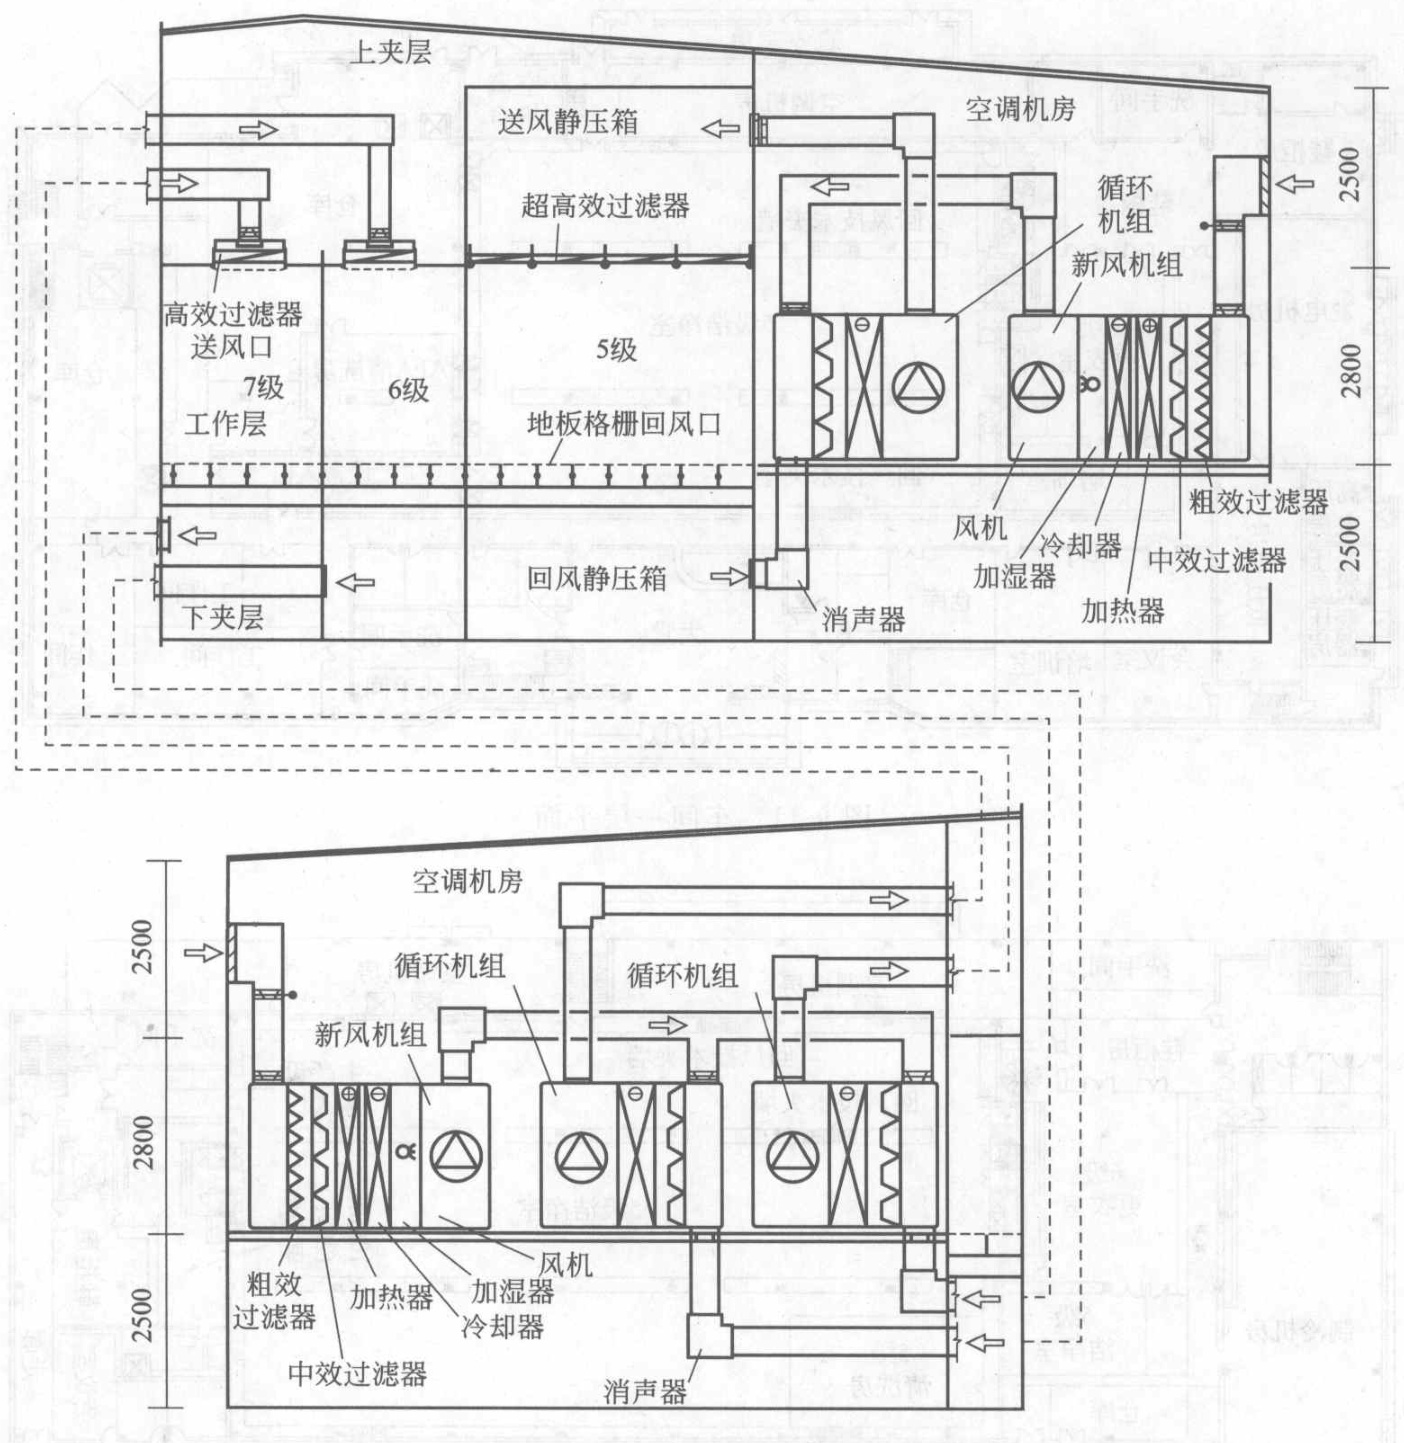 上夹层
送风静压箱
空调机房
超高效过滤器
循环
机组
新风机组
2500
高效过滤器
送风口
5级
7级
6级
工作层
地板格栅回风口
2800
粗效过滤器
风机
冷却器
中效过滤器
加湿器
加热器
回风静压箱
消声器
下夹层
2500
空调机房
2500
循环机组
循环机组
新风机组
2800
粗效
过滤器
加热器
加湿器
风机
冷却器
2500
中效过滤器
消声器